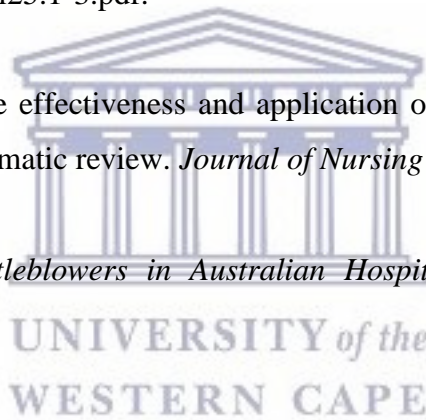 23.1-3.pdf.
e effectiveness and application o
matic review. Journal of Nursing
tleblowers in Australian Hospit
UNIVERSITY of the
WESTERN CAPE